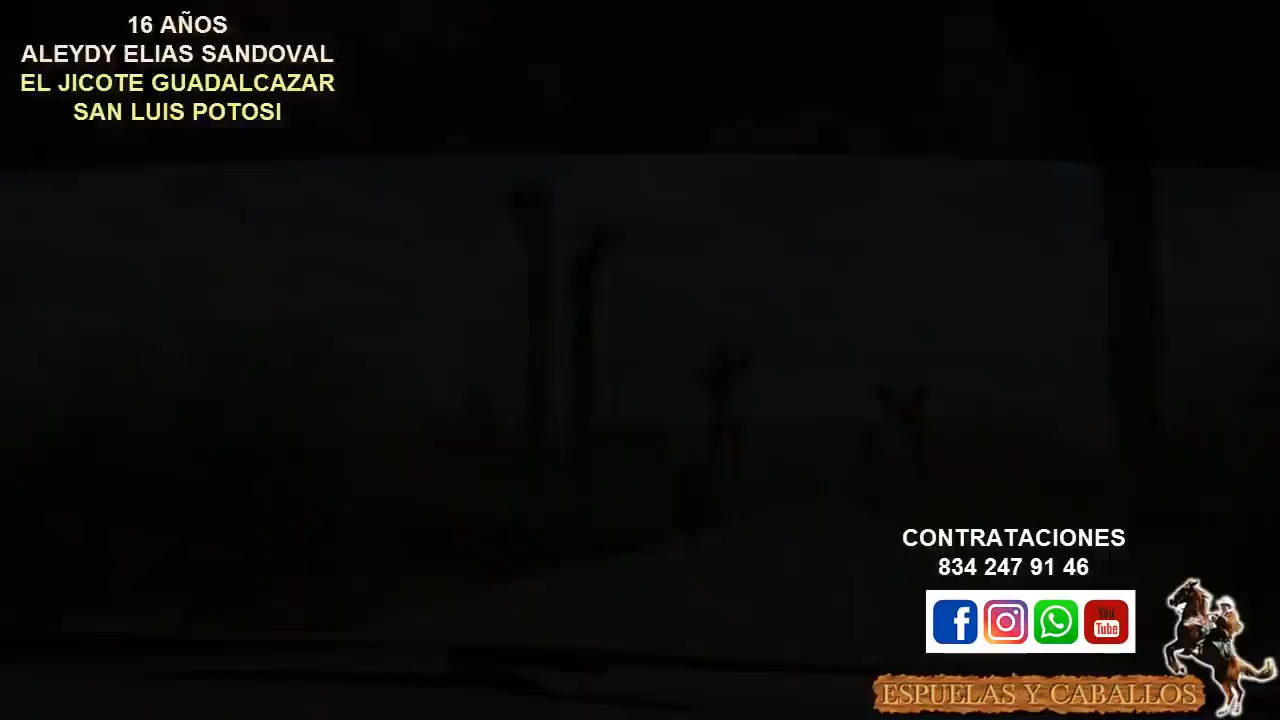 16 AÑOS
ALEYDY ELIAS SANDOVAL
EL JICOTE GUADALCAZAR
SAN LUIS POTOSI
CONTRATACIONES
834 247 91 46
You
Tube
ESPUELAS Y CABALLOS